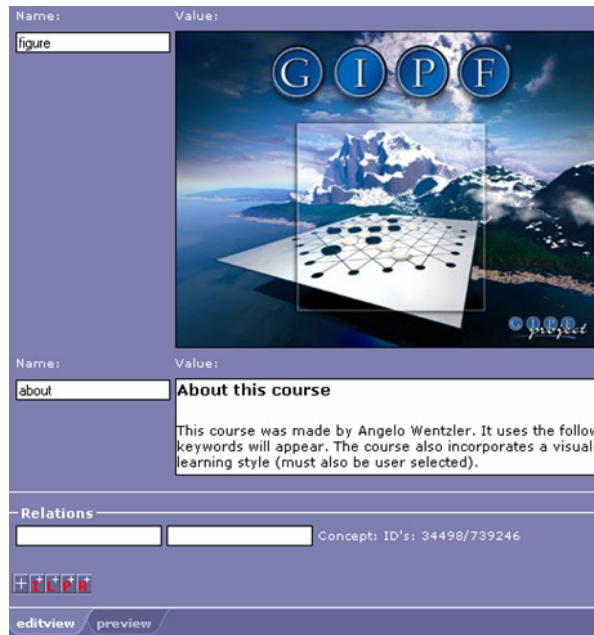 Name: Value:
figure
GIPF
GIPF project
Name: Value:
about
About this course
This course was made by Angelo Wentzler. It uses the follow
keywords will appear. The course also incorporates a visual-
learning style (must also be user selected).
Relations
Concept: ID's: 34498/739246
+ I L P R
editview preview